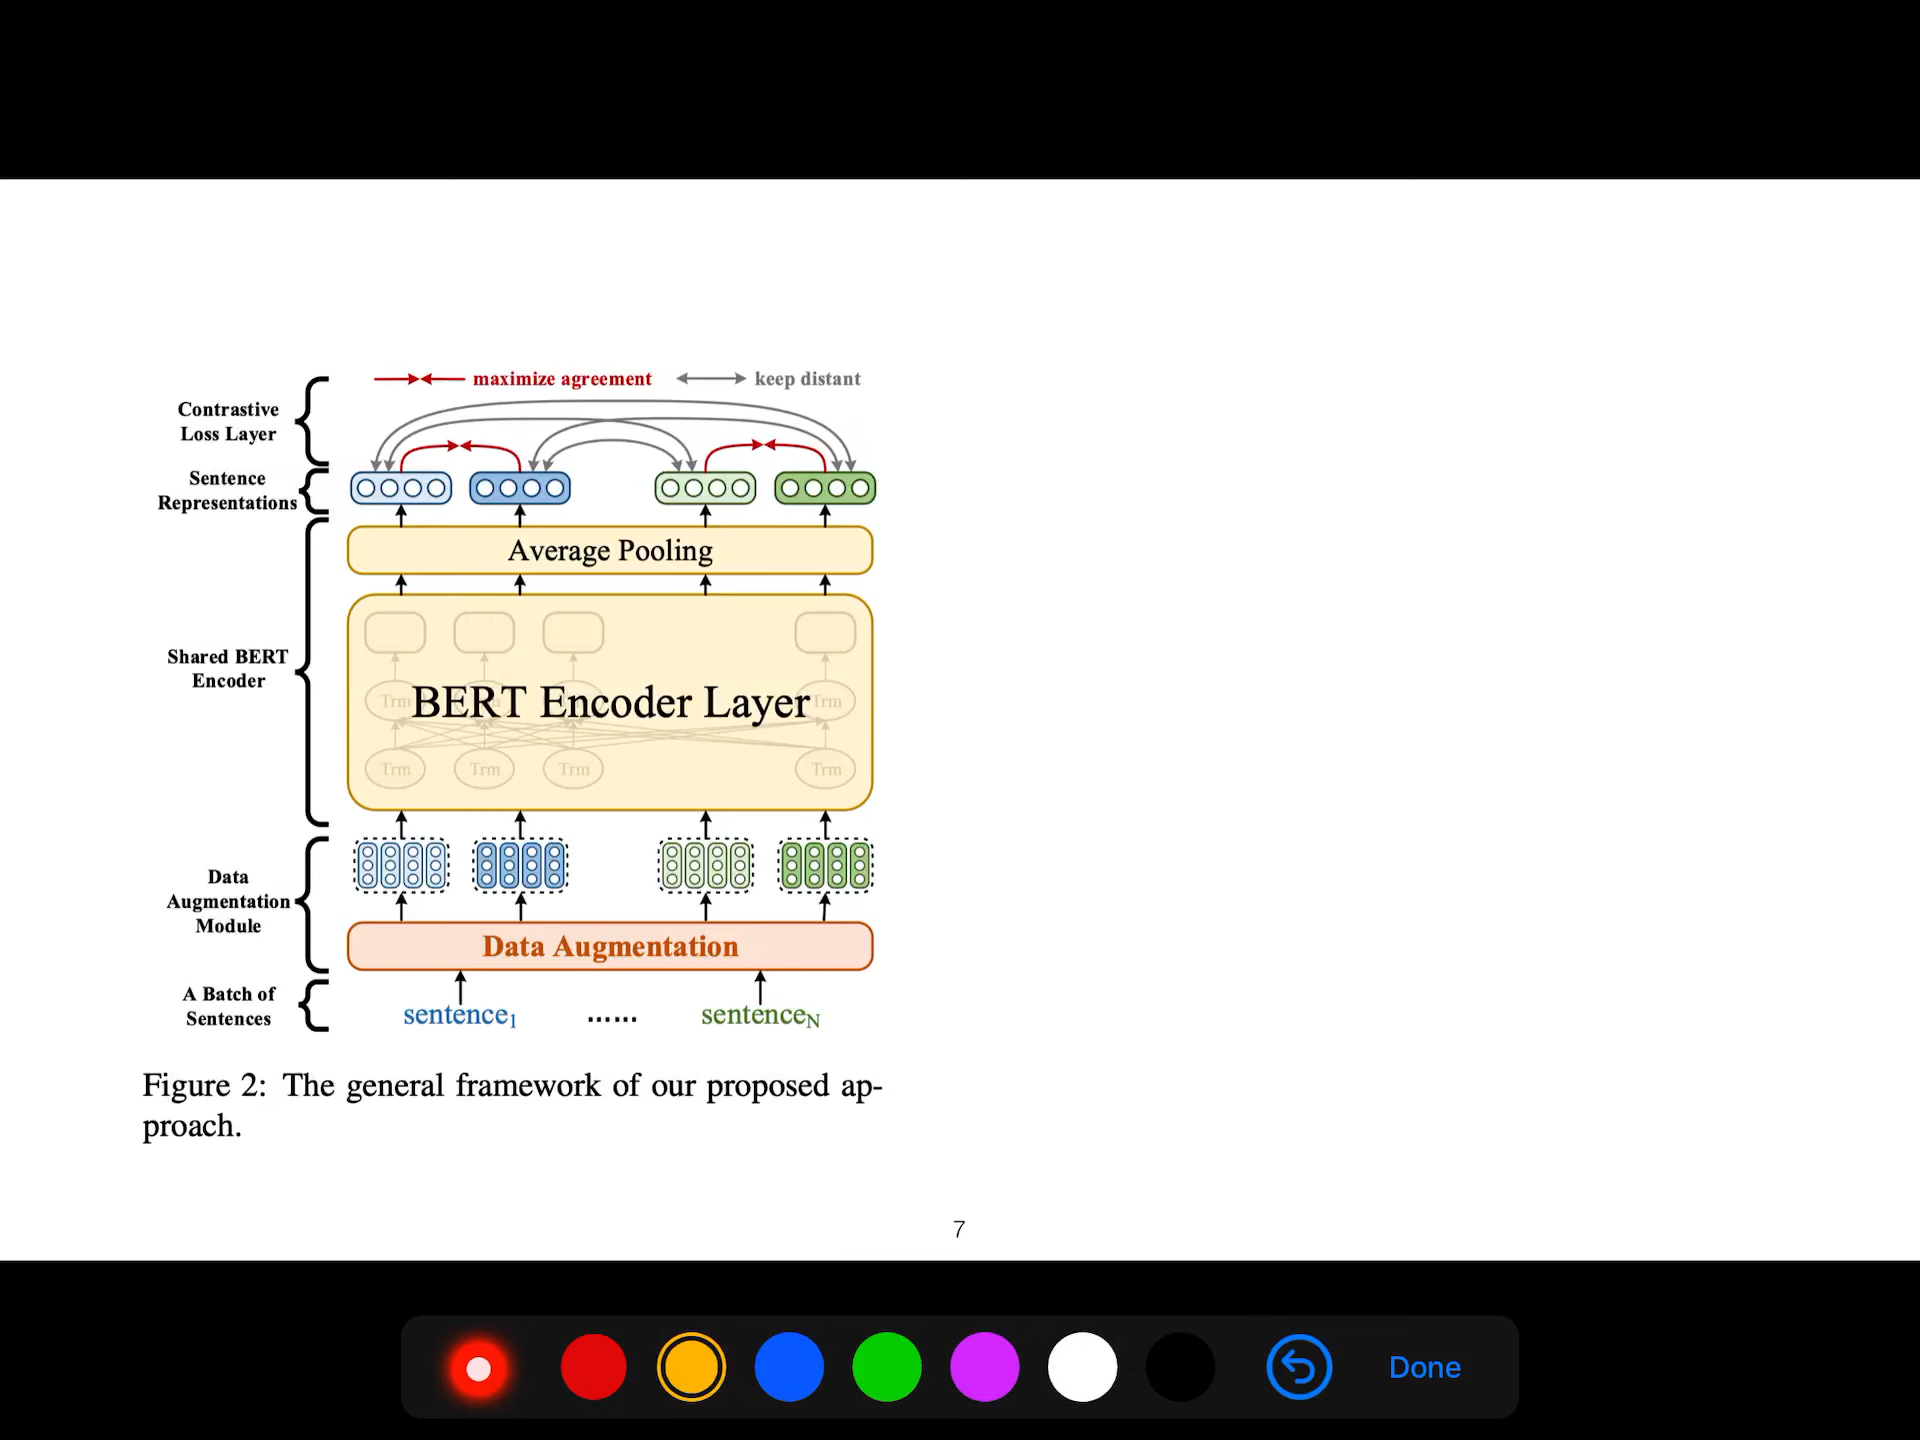 maximize agreement keep distant
Contrastive
Loss Layer
Sentence
Representations
Average Pooling
Shared BERT
Encoder
BERT Encoder Layer
Trm Trm
Trm Trm Trm Trm
Data
Augmentation
Module
Data Augmentation
A Batch of
Sentences
sentence1 ...... sentenceN
Figure 2: The general framework of our proposed ap-
proach.
7
Done